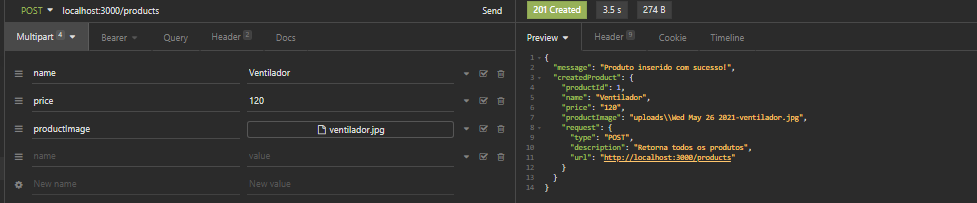 POST localhost:3000/products Send
Multipart 4 Bearer Query Header 2 Docs
name Ventilador
price 120
productImage ventilador.jpg
name value
New name New value
201 Created 3.5 s 274 B
Preview Header 9 Cookie Timeline
1 {
2 "message": "Produto inserido com sucesso!",
3 "createdProduct": {
4 "productId": 1,
5 "name": "Ventilador",
6 "price": "120",
7 "productImage": "uploads\\Wed May 26 2021-ventilador.jpg",
8 "request": {
9 "type": "POST",
10 "description": "Retorna todos os produtos",
11 "url": "http://localhost:3000/products"
12 }
13 }
14 }